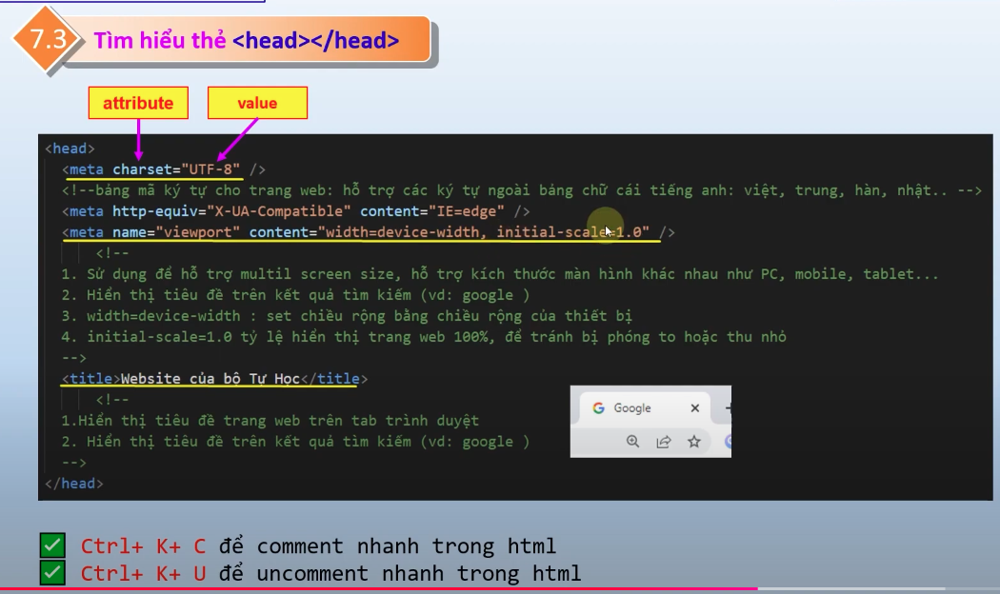 7.3 Tìm hiểu thẻ <head></head>
attribute value
<head>
<meta charset="UTF-8" />
<!--bảng mã ký tự cho trang web: hỗ trợ các ký tự ngoài bảng chữ cái tiếng anh: việt, trung, hàn, nhật.. -->
<meta http-equiv="X-UA-Compatible" content="IE=edge" />
<meta name="viewport" content="width=device-width, initial-scale=1.0" />
<!--
1. Sử dụng để hỗ trợ multil screen size, hỗ trợ kích thước màn hình khác nhau như PC, mobile, tablet...
2. Hiển thị tiêu đề trên kết quả tìm kiếm (vd: google )
3. width=device-width : set chiều rộng bằng chiều rộng của thiết bị
4. initial-scale=1.0 tỷ lệ hiển thị trang web 100%, để tránh bị phóng to hoặc thu nhỏ
-->
<title>Website của bộ Tự Học</title>
<!--
1.Hiển thị tiêu đề trang web trên tab trình duyệt
2. Hiển thị tiêu đề trên kết quả tìm kiếm (vd: google )
-->
</head>
Google
Ctrl+ K+ C để comment nhanh trong html
Ctrl+ K+ U để uncomment nhanh trong html